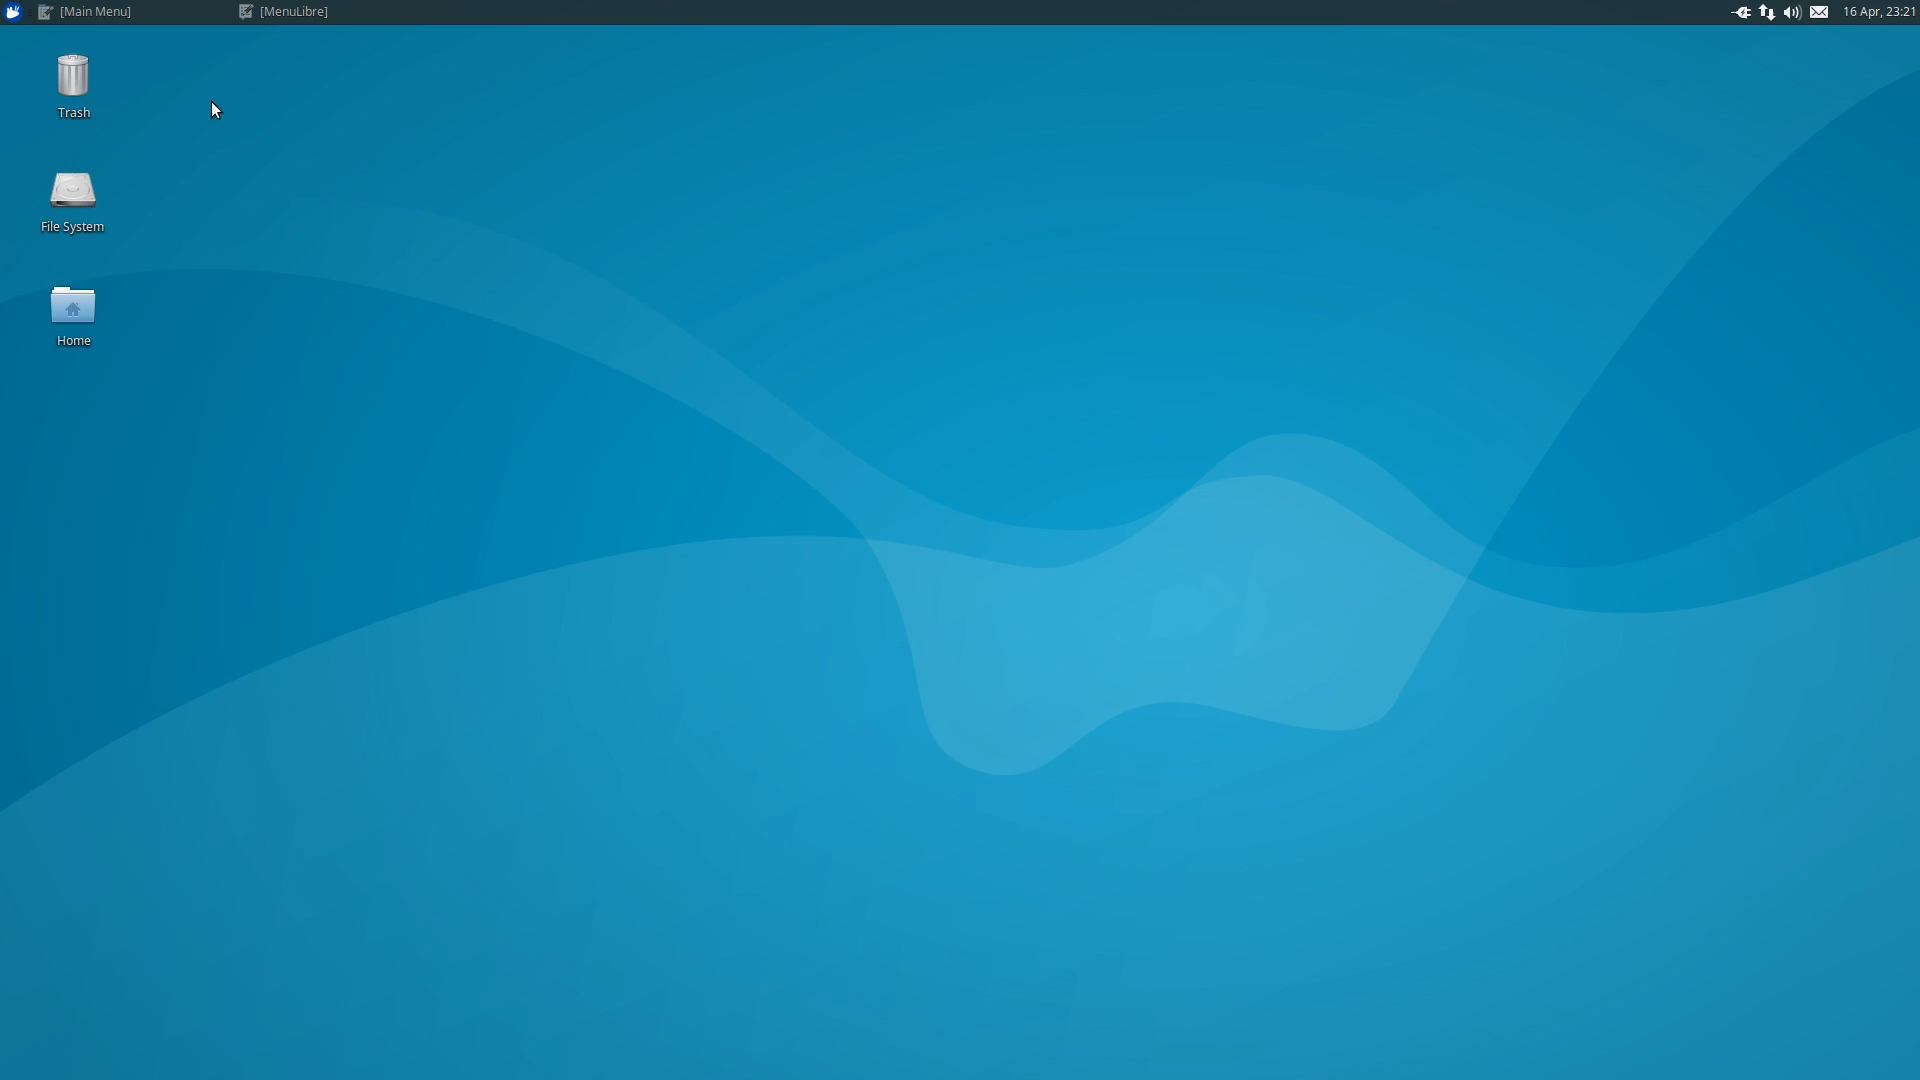 [Main Menu]
[MenuLibre]
16 Apr, 23:21
Trash
File System
Home